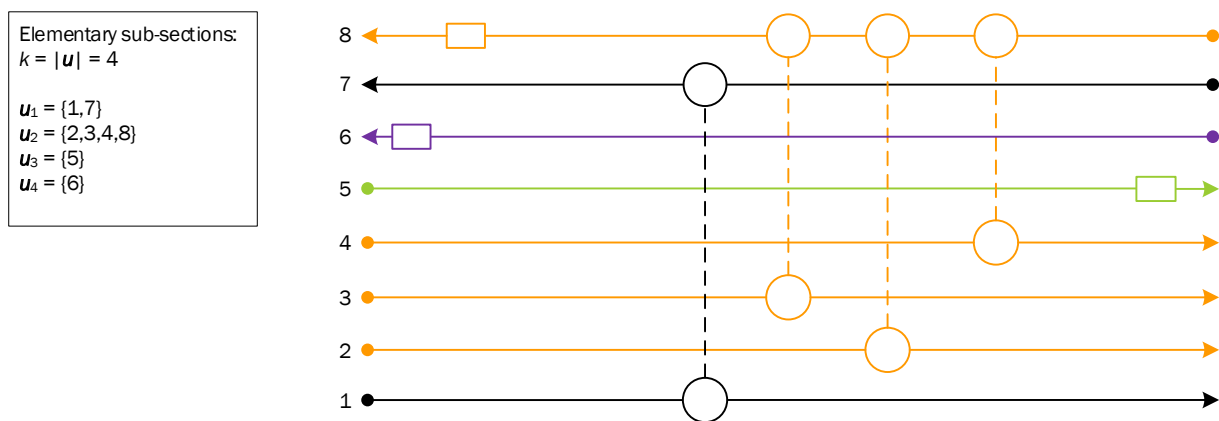 Elementary sub-sections:
k = |u| = 4
u₁ = {1,7}
u₂ = {2,3,4,8}
u₃ = {5}
u₄ = {6}
8
7
6
5
4
3
2
1